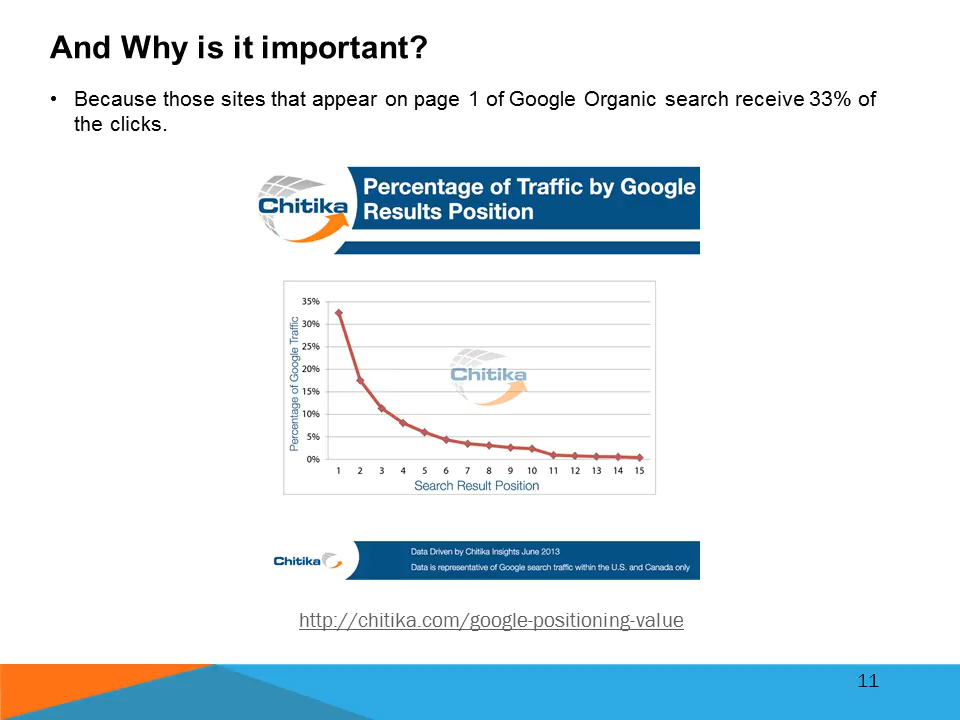 And Why is it important?
• Because those sites that appear on page 1 of Google Organic search receive 33% of
the clicks.
Chitika
Percentage of Traffic by Google
Results Position
35%
30%
25%
20%
15%
10%
5%
0%
Percentage of Google Traffic
Chitika
1 2 3 4 5 6 7 8 9 10 11 12 13 14 15
Search Result Position
Chitika
Data Driven by Chitika Insights June 2013
Data is representative of Google search traffic within the U.S. and Canada only
http://chitika.com/google-positioning-value
11